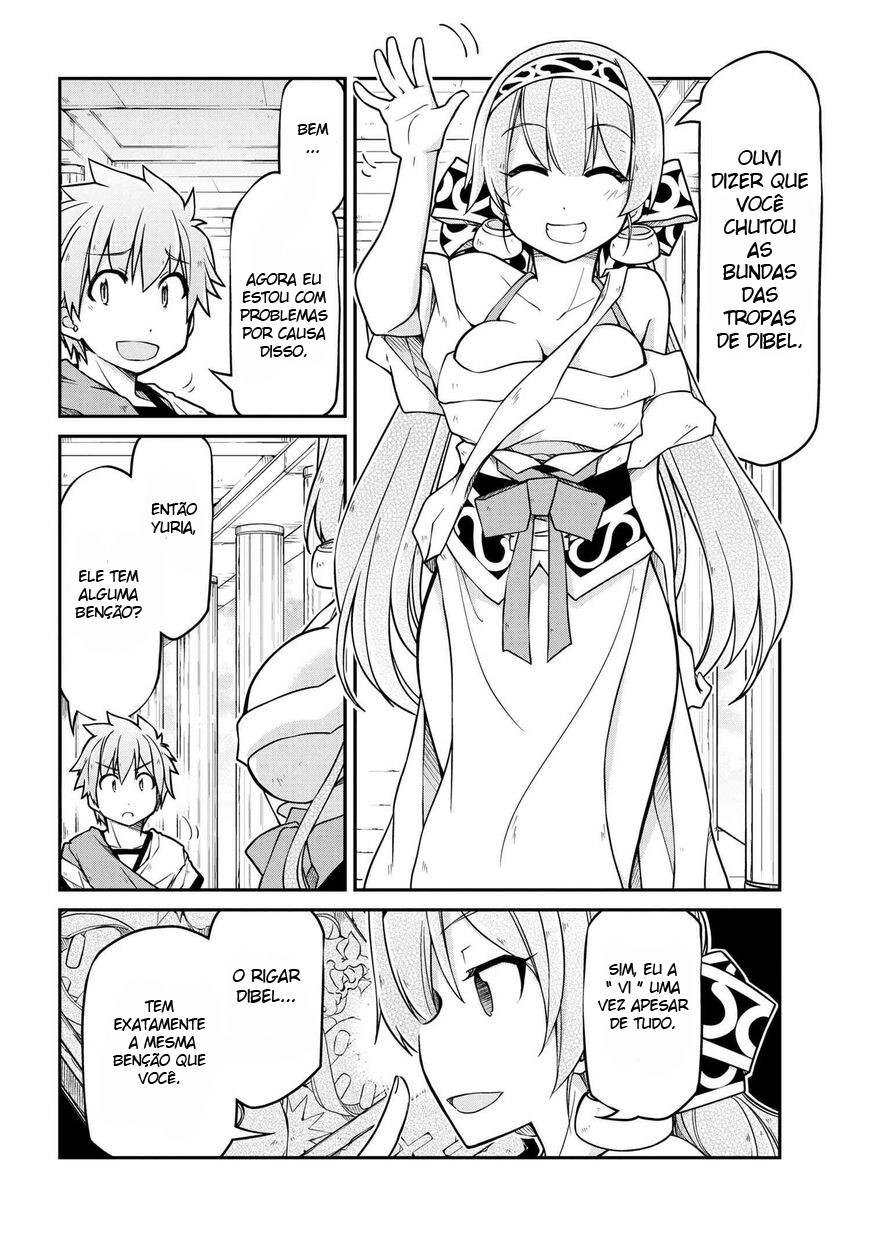 OUVI
DIZER QUE
VOCÊ
CHUTOU
AS
BUNDAS
DAS
TROPAS
DE DIBEL.
BEM
...
AGORA EU
ESTOU COM
PROBLEMAS
POR CAUSA
DISSO.
ENTÃO
YURIA,
ELE TEM
ALGUMA
BENÇÃO?
SIM, EU A
" VI " UMA
VEZ APESAR
DE TUDO.
O RIGAR
DIBEL...
TEM
EXATAMENTE
A MESMA
BENÇÃO QUE
VOCÊ.